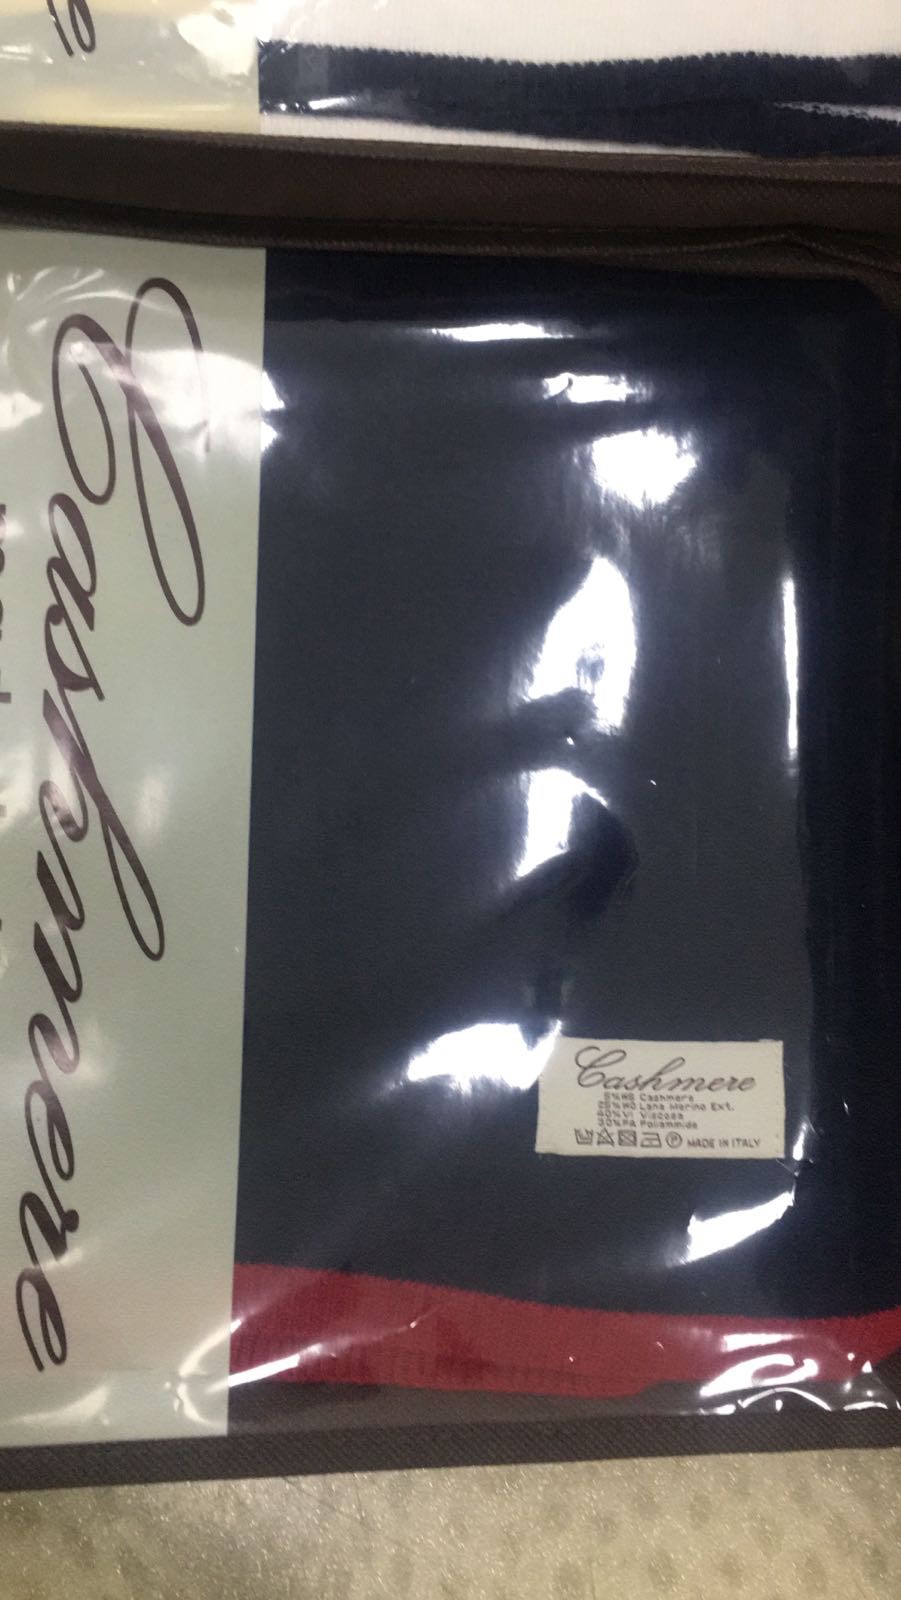 Cashmere
Cashmere
5%WS Cashmere
25%WO Lana Merino Ext.
40%VI Viscosa
30%PA Poliammide
P MADE IN ITALY